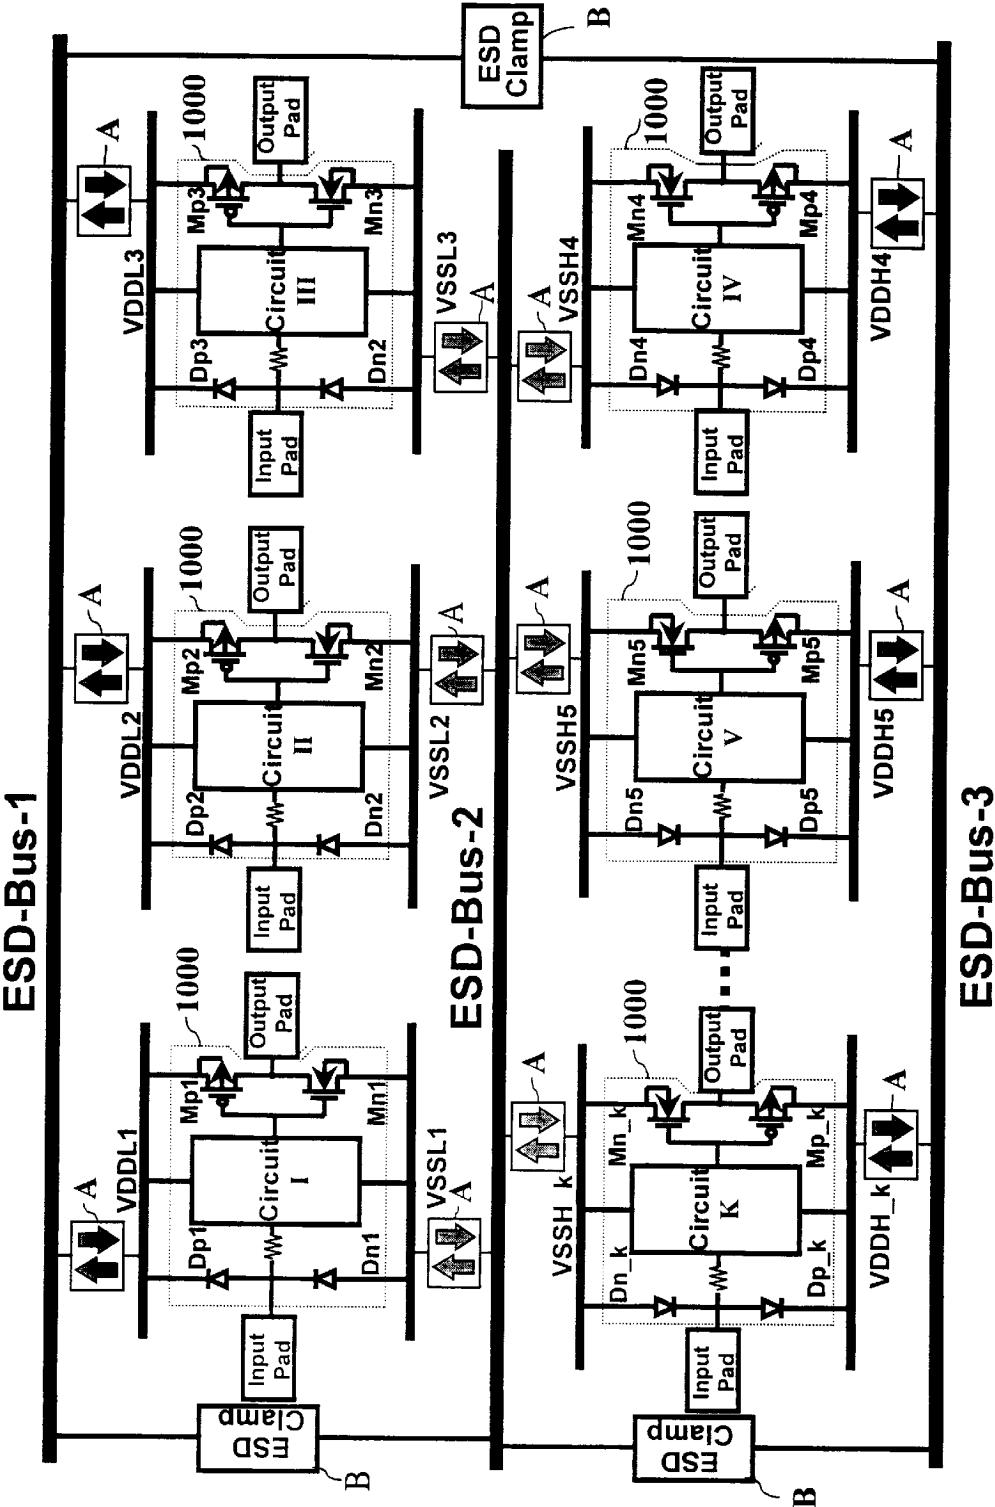 ESD-Bus-1
A
VDDL1
Dp1
Circuit
I
Mp1
1000
Output
Pad
Input
Pad
Dn1
Mn1
VSSL1
A
A
VDDL2
Dp2
Circuit
II
Mp2
1000
Output
Pad
Input
Pad
Dn2
Mn2
VSSL2
A
A
VDDL3
Dp3
Circuit
III
Mp3
1000
Output
Pad
Input
Pad
Dn2
Mn3
VSSL3
A
ESD
Clamp
B
ESD-Bus-2
ESD
Clamp
B
A
VSSH_k
Dn_k
Circuit
K
Mn_k
1000
Output
Pad
Input
Pad
Dp_k
Mp_k
VDDH_k
A
A
VSSH5
Dn5
Circuit
V
Mn5
1000
Output
Pad
Input
Pad
Dp5
Mp5
VDDH5
A
A
VSSH4
Dn4
Circuit
IV
Mn4
1000
Output
Pad
Input
Pad
Dp4
Mp4
VDDH4
A
ESD
Clamp
B
ESD-Bus-3